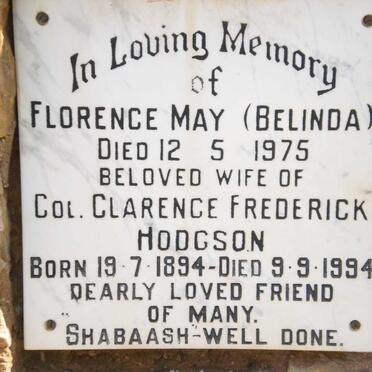 In Loving Memory
of
FLORENCE MAY (BELINDA)
DIED 12 5 1975
BELOVED WIFE OF
COL. CLARENCE FREDERICK
HODGSON
BORN 19·7·1894-DIED 9·9·1994
DEARLY LOVED FRIEND
OF MANY.
SHABAASH-WELL DONE.